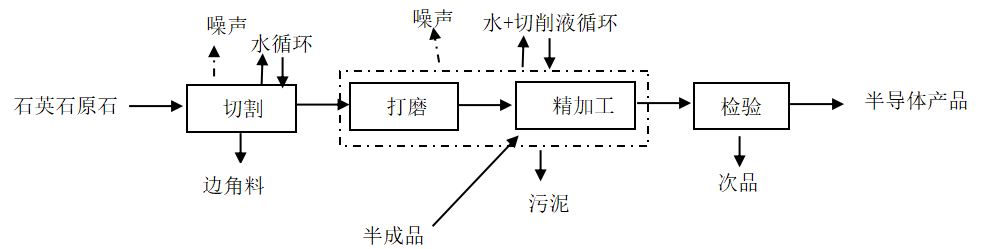 噪声
水循环
噪声
水+切削液循环
石英石原石
切割
打磨
精加工
检验
半导体产品
边角料
污泥
次品
半成品